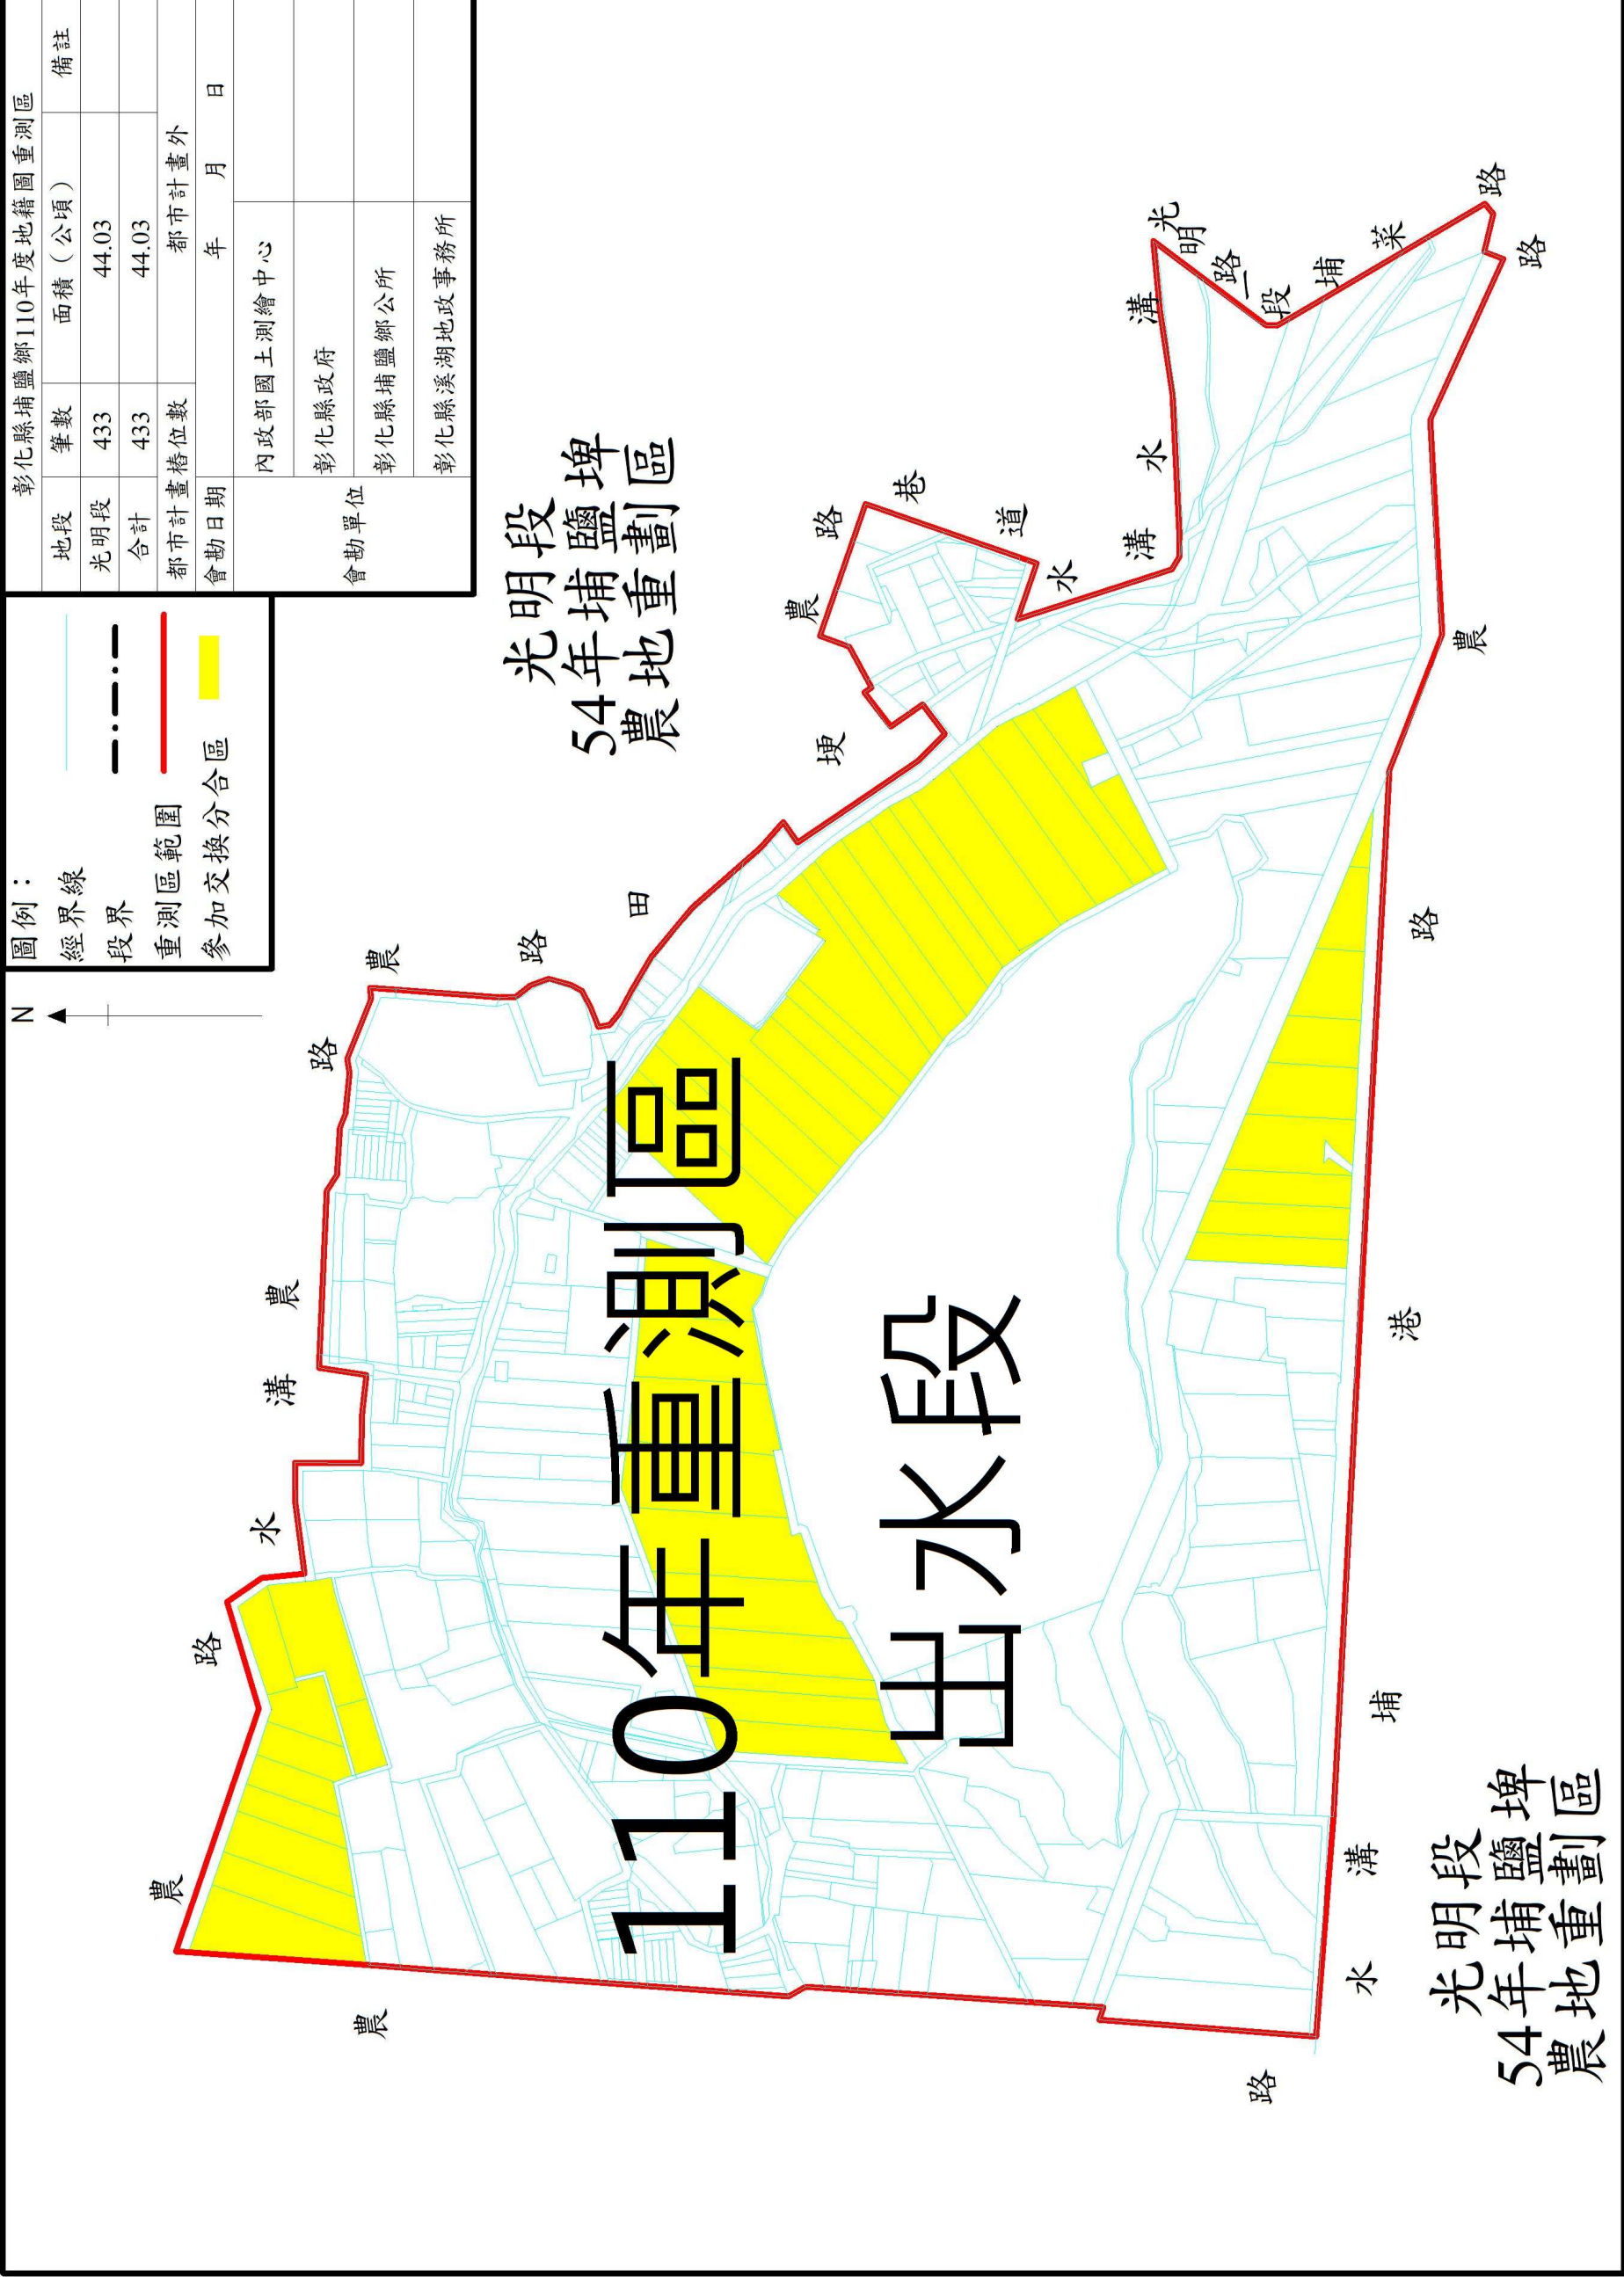 彰化縣埔鹽鄉110年度地籍圖重測區
地段 筆數 面積（公頃） 備註
光明段 433 44.03
合計 433 44.03
都市計畫樁位數 都市計畫外
會勘日期 年 月 日
會勘單位
內政部國土測繪中心
彰化縣政府
彰化縣埔鹽鄉公所
彰化縣溪湖地政事務所
圖例：
經界線
段界
重測區範圍
參加交換分合區
N
光明段
54年埔鹽埤
農地重劃區
110年重測區
出水段
光明段
54年埔鹽埤
農地重劃區
農路
水溝
農路
農路
田埂
農路
巷道
水溝
水溝
光明路一段
埔菜路
農路
埔港路
水溝
農路